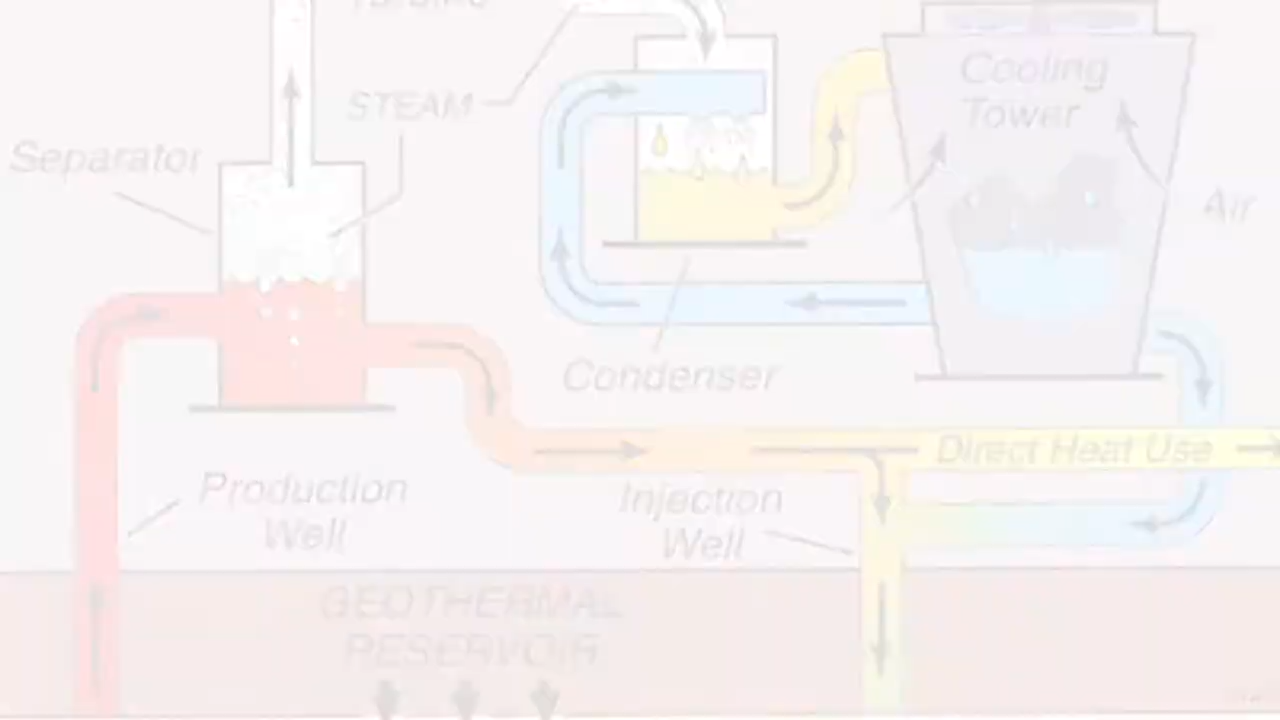 STEAM
Cooling
Tower
Separator
Air
Condenser
Direct Heat Use
Production
Well
Injection
Well
GEOTHERMAL
RESERVOIR